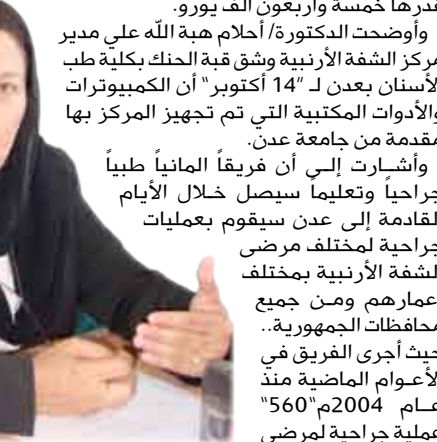 قدرها خمسة وأربعون ألف يورو.
وأوضحت الدكتورة/ أحلام هبة الله علي مدير
مركز الشفة الأرنبية وشق قبة الحنك بكلية طب
الأسنان بعدن لـ "14 أكتوبر" أن الكمبيوترات
والأدوات المكتبية التي تم تجهيز المركز بها
مقدمة من جامعة عدن.
وأشارت إلى أن فريقاً المانياً طبياً
جراحياً وتعليماً سيصل خلال الأيام
القادمة إلى عدن سيقوم بعمليات
جراحية لمختلف مرضى
الشفة الأرنبية بمختلف
أعمارهم ومن جميع
محافظات الجمهورية..
حيث أجرى الفريق في
الأعوام الماضية منذ
عام 2004م"560"
عملية جراحية لمرضى